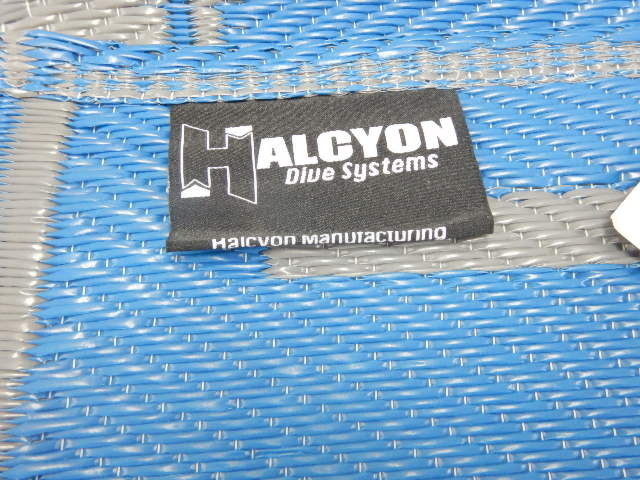 HALCYON
Dive Systems
Halcyon Manufacturing